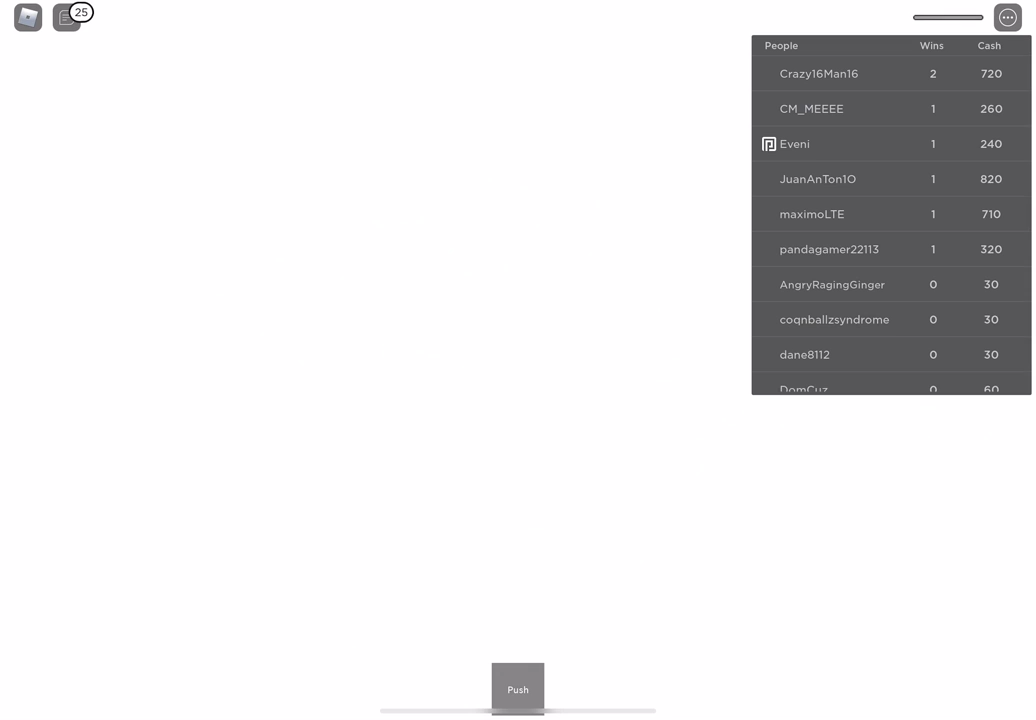 25
People Wins Cash
Crazy16Man16 2 720
CM_MEEEE 1 260
Eveni 1 240
JuanAnTon1O 1 820
maximoLTE 1 710
pandagamer22113 1 320
AngryRagingGinger 0 30
coqnballzsyndrome 0 30
dane8112 0 30
DomCuz 0 60
Push